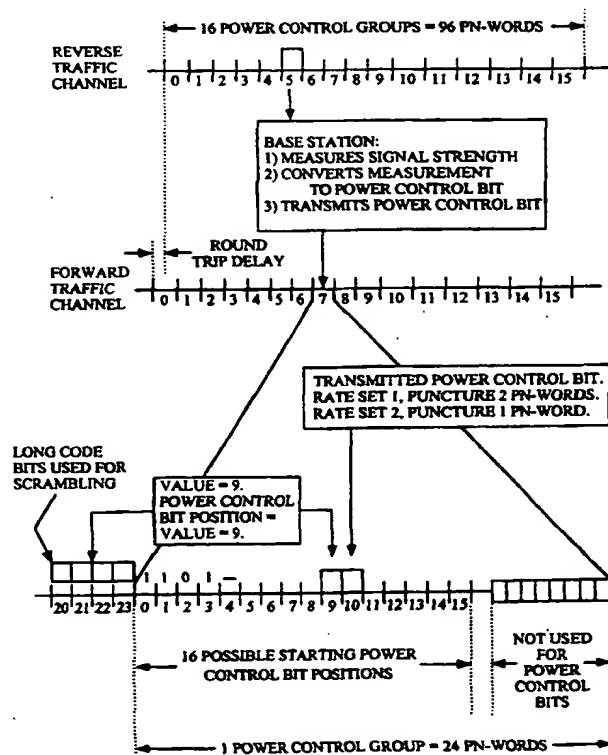 16 POWER CONTROL GROUPS = 96 PN-WORDS
REVERSE
TRAFFIC
CHANNEL
0 1 2 3 4 5 6 7 8 9 10 11 12 13 14 15
BASE STATION:
1) MEASURES SIGNAL STRENGTH
2) CONVERTS MEASUREMENT
TO POWER CONTROL BIT
3) TRANSMITS POWER CONTROL BIT
ROUND
TRIP DELAY
FORWARD
TRAFFIC
CHANNEL
0 1 2 3 4 5 6 7 8 9 10 11 12 13 14 15
TRANSMITTED POWER CONTROL BIT.
RATE SET 1, PUNCTURE 2 PN-WORDS.
RATE SET 2, PUNCTURE 1 PN-WORD.
LONG CODE
BITS USED FOR
SCRAMBLING
VALUE = 9.
POWER CONTROL
BIT POSITION =
VALUE = 9.
1 1 0 1 –
20 21 22 23 0 1 2 3 4 5 6 7 8 9 10 11 12 13 14 15
16 POSSIBLE STARTING POWER
CONTROL BIT POSITIONS
NOT USED
FOR
POWER
CONTROL
BITS
1 POWER CONTROL GROUP = 24 PN-WORDS